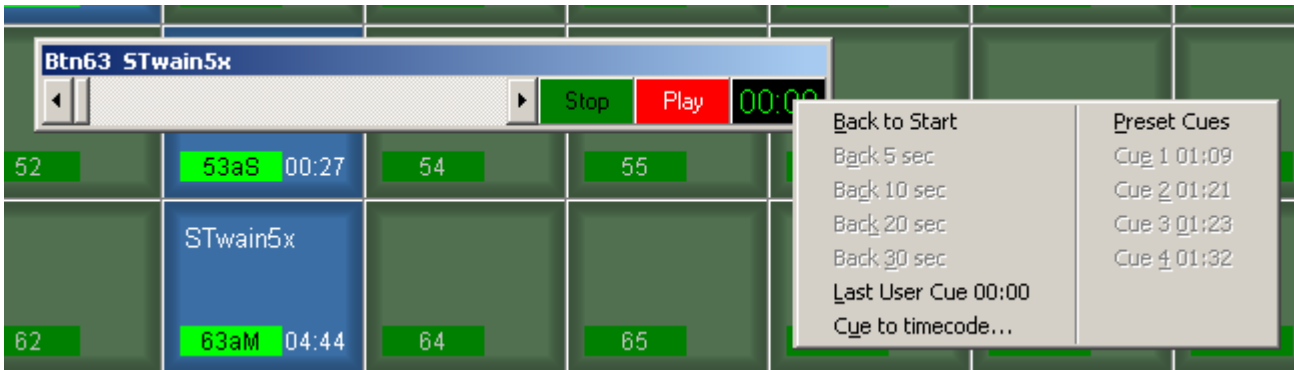 Btn63 STwain5x
Stop Play 00:00
Back to Start
Back 5 sec
Back 10 sec
Back 20 sec
Back 30 sec
Last User Cue 00:00
Cue to timecode...
Preset Cues
Cue 1 01:09
Cue 2 01:21
Cue 3 01:23
Cue 4 01:32
52 53aS 00:27 54 55
STwain5x
62 63aM 04:44 64 65